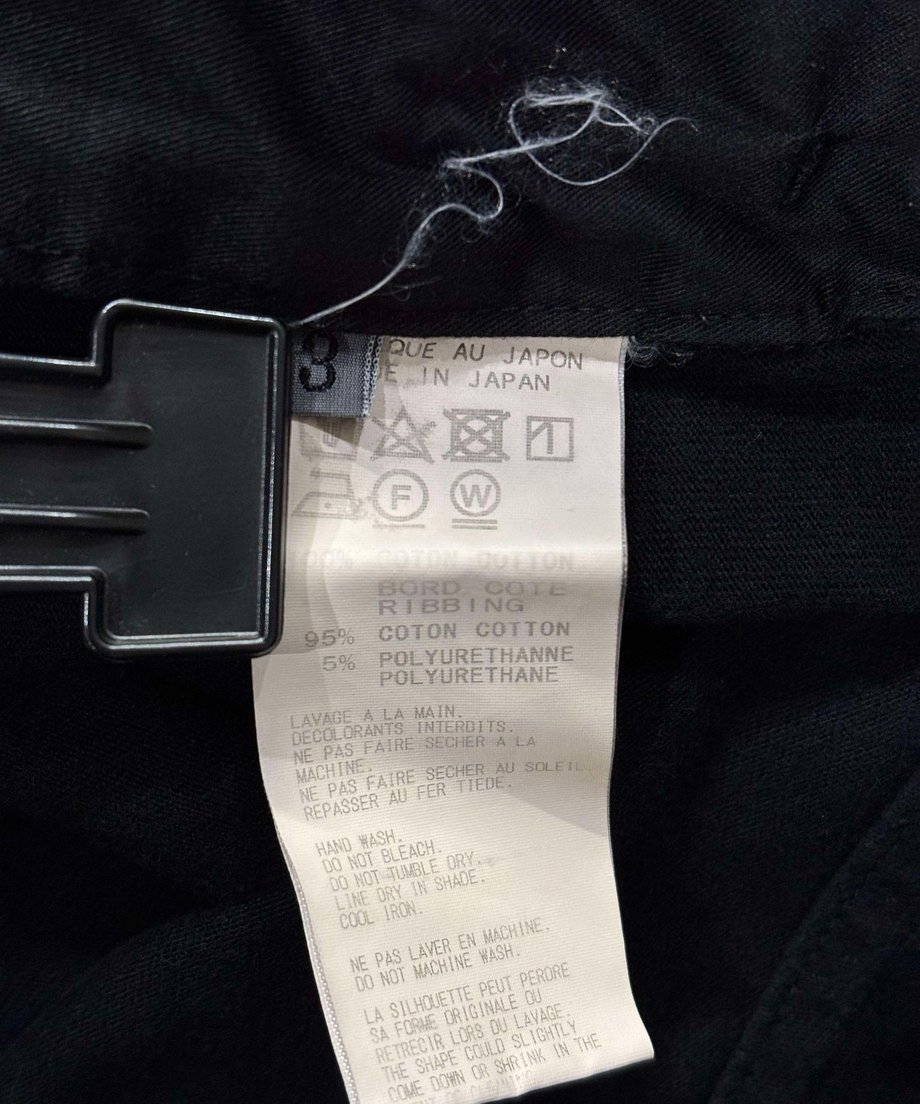 3
QUE AU JAPON
E IN JAPAN
1
F
W
00% COTON COTTON
BORD COTE
RIBBING
95% COTON COTTON
5% POLYURETHANNE
POLYURETHANE
LAVAGE A LA MAIN.
DECOLORANTS INTERDITS.
NE PAS FAIRE SECHER A LA
MACHINE.
NE PAS FAIRE SECHER AU SOLEIL.
REPASSER AU FER TIEDE.
HAND WASH.
DO NOT BLEACH.
DO NOT TUMBLE DRY.
LINE DRY IN SHADE.
COOL IRON.
NE PAS LAVER EN MACHINE.
DO NOT MACHINE WASH.
LA SILHOUETTE PEUT PERDRE
SA FORME ORIGINALE OU
RETRECIR LORS DU LAVAGE.
THE SHAPE COULD SLIGHTLY
COME DOWN OR SHRINK IN THE